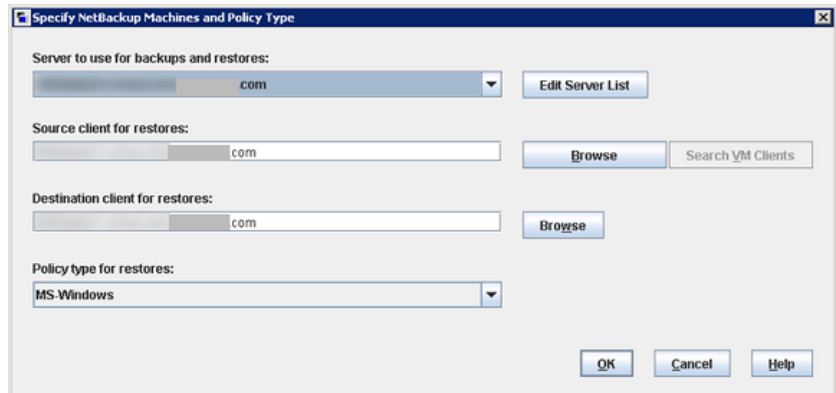 Specify NetBackup Machines and Policy Type
Server to use for backups and restores:
.com
Edit Server List
Source client for restores:
.com
Browse
Search VM Clients
Destination client for restores:
.com
Browse
Policy type for restores:
MS-Windows
OK
Cancel
Help